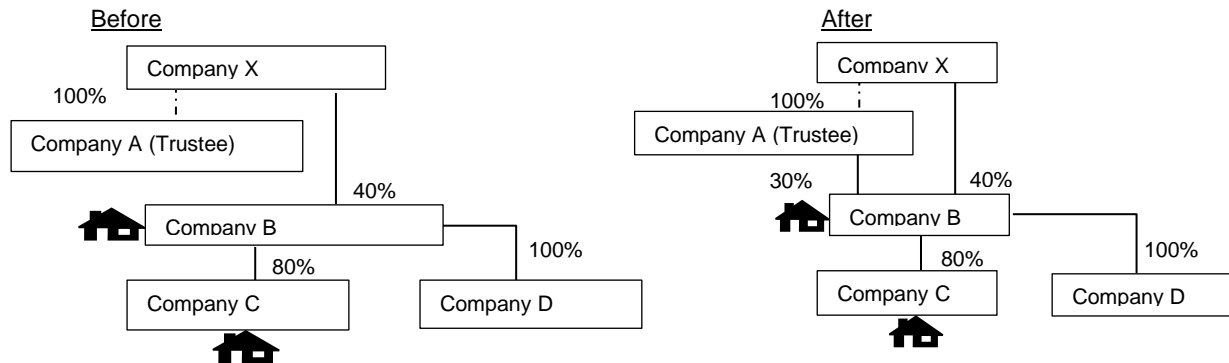 Before
Company X
100%
Company A (Trustee)
40%
Company B
80%
100%
Company C
Company D
After
Company X
100%
Company A (Trustee)
30%
40%
Company B
80%
100%
Company C
Company D